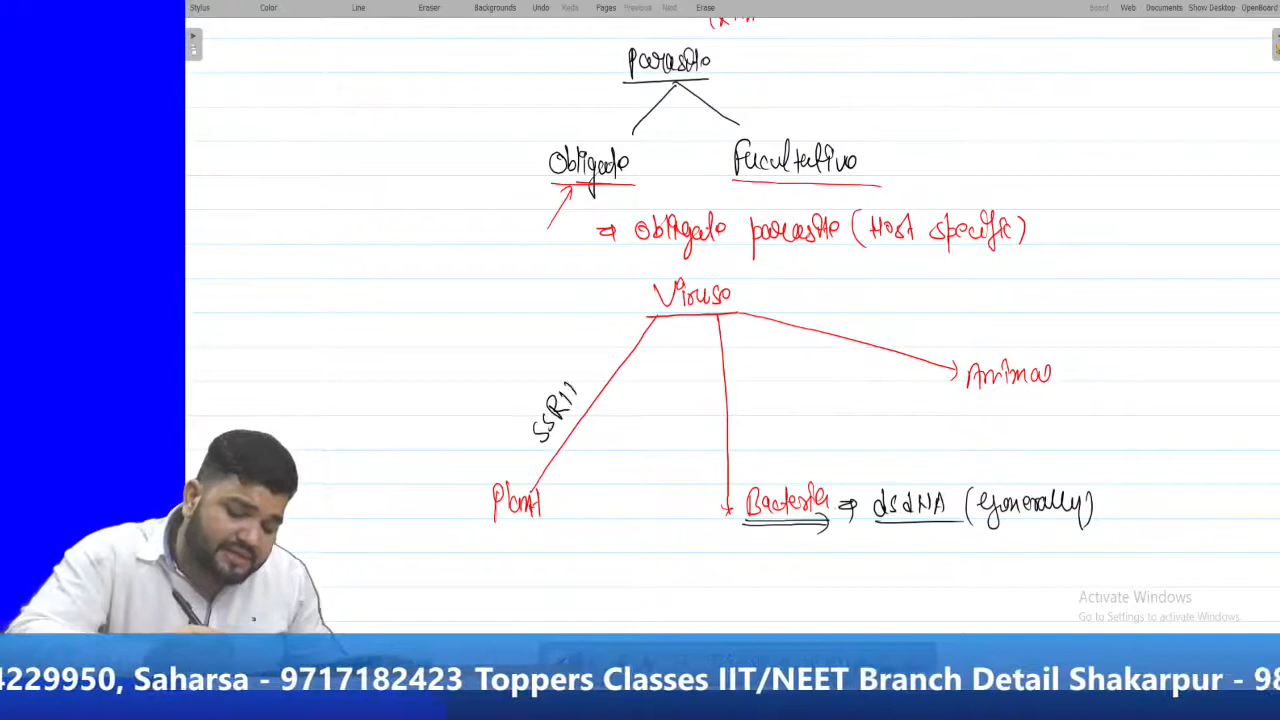 Stylus Color Line Eraser Backgrounds Undo Redo Pages Previous Next Erase Board Web Documents Show Desktop OpenBoard
Parasite
Obligate Facultative
⇒ Obligate parasite (Host specific)
Viruse
Animal
Plant
Bacteria ⇒ dsdNA (Generally)
Activate Windows
Go to Settings to activate Windows.
4229950, Saharsa - 9717182423 Toppers Classes IIT/NEET Branch Detail Shakarpur - 98